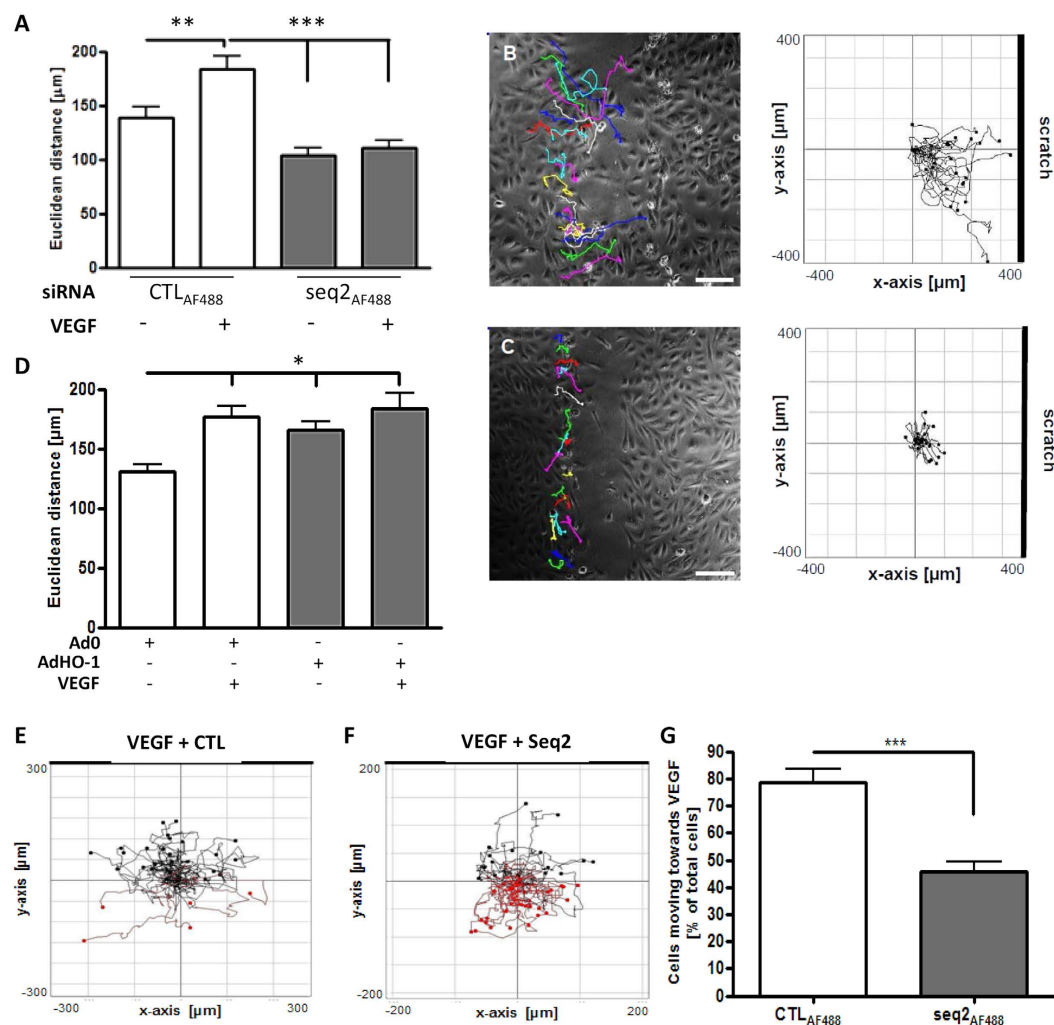 A
** ***
200
150
100
50
0
Euclidean distance [µm]
siRNA CTLAF488 seq2AF488
VEGF - + - +
B
400
y-axis [µm]
-400
-400 400
x-axis [µm]
scratch
C
400
y-axis [µm]
-400
-400 400
x-axis [µm]
scratch
D
*
200
150
100
50
0
Euclidean distance [µm]
Ad0 + + - -
AdHO-1 - - + +
VEGF - + - +
E
VEGF + CTL
300
y-axis [µm]
-300
-300 0 300
x-axis [µm]
F
VEGF + Seq2
200
y-axis [µm]
-200
-200 0 200
x-axis [µm]
G
***
90
80
70
60
50
40
30
20
10
0
Cells moving towards VEGF
[% of total cells]
CTLAF488 seq2AF488